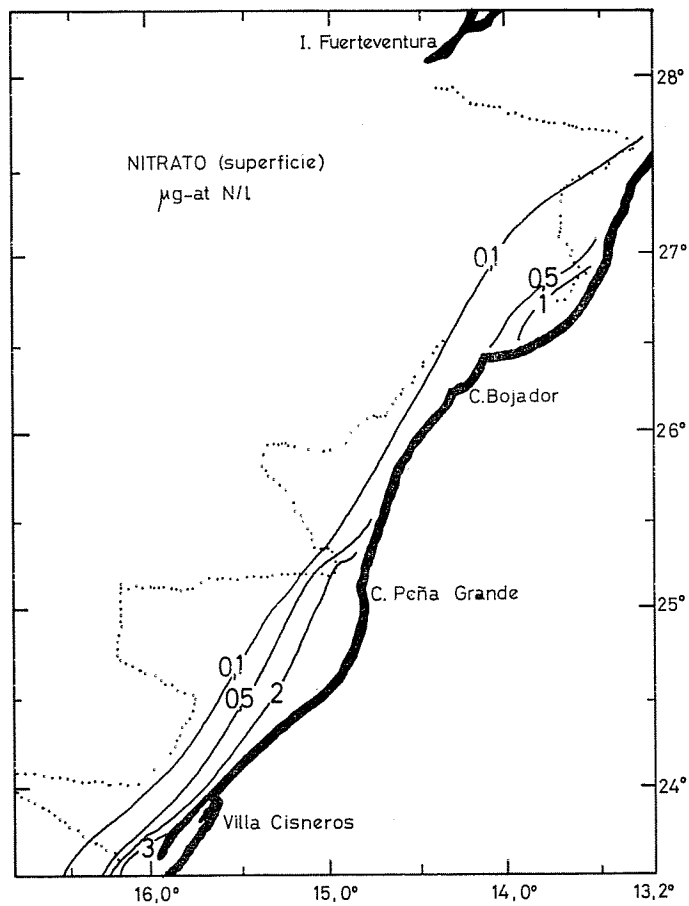 I. Fuerteventura
28°
NITRATO (superficie)
µg-at N/l
27°
0,1
0,5
1
C. Bojador
26°
C. Peña Grande
25°
0,1
0,5
2
24°
Villa Cisneros
3
16,0°
15,0°
14,0°
13,2°